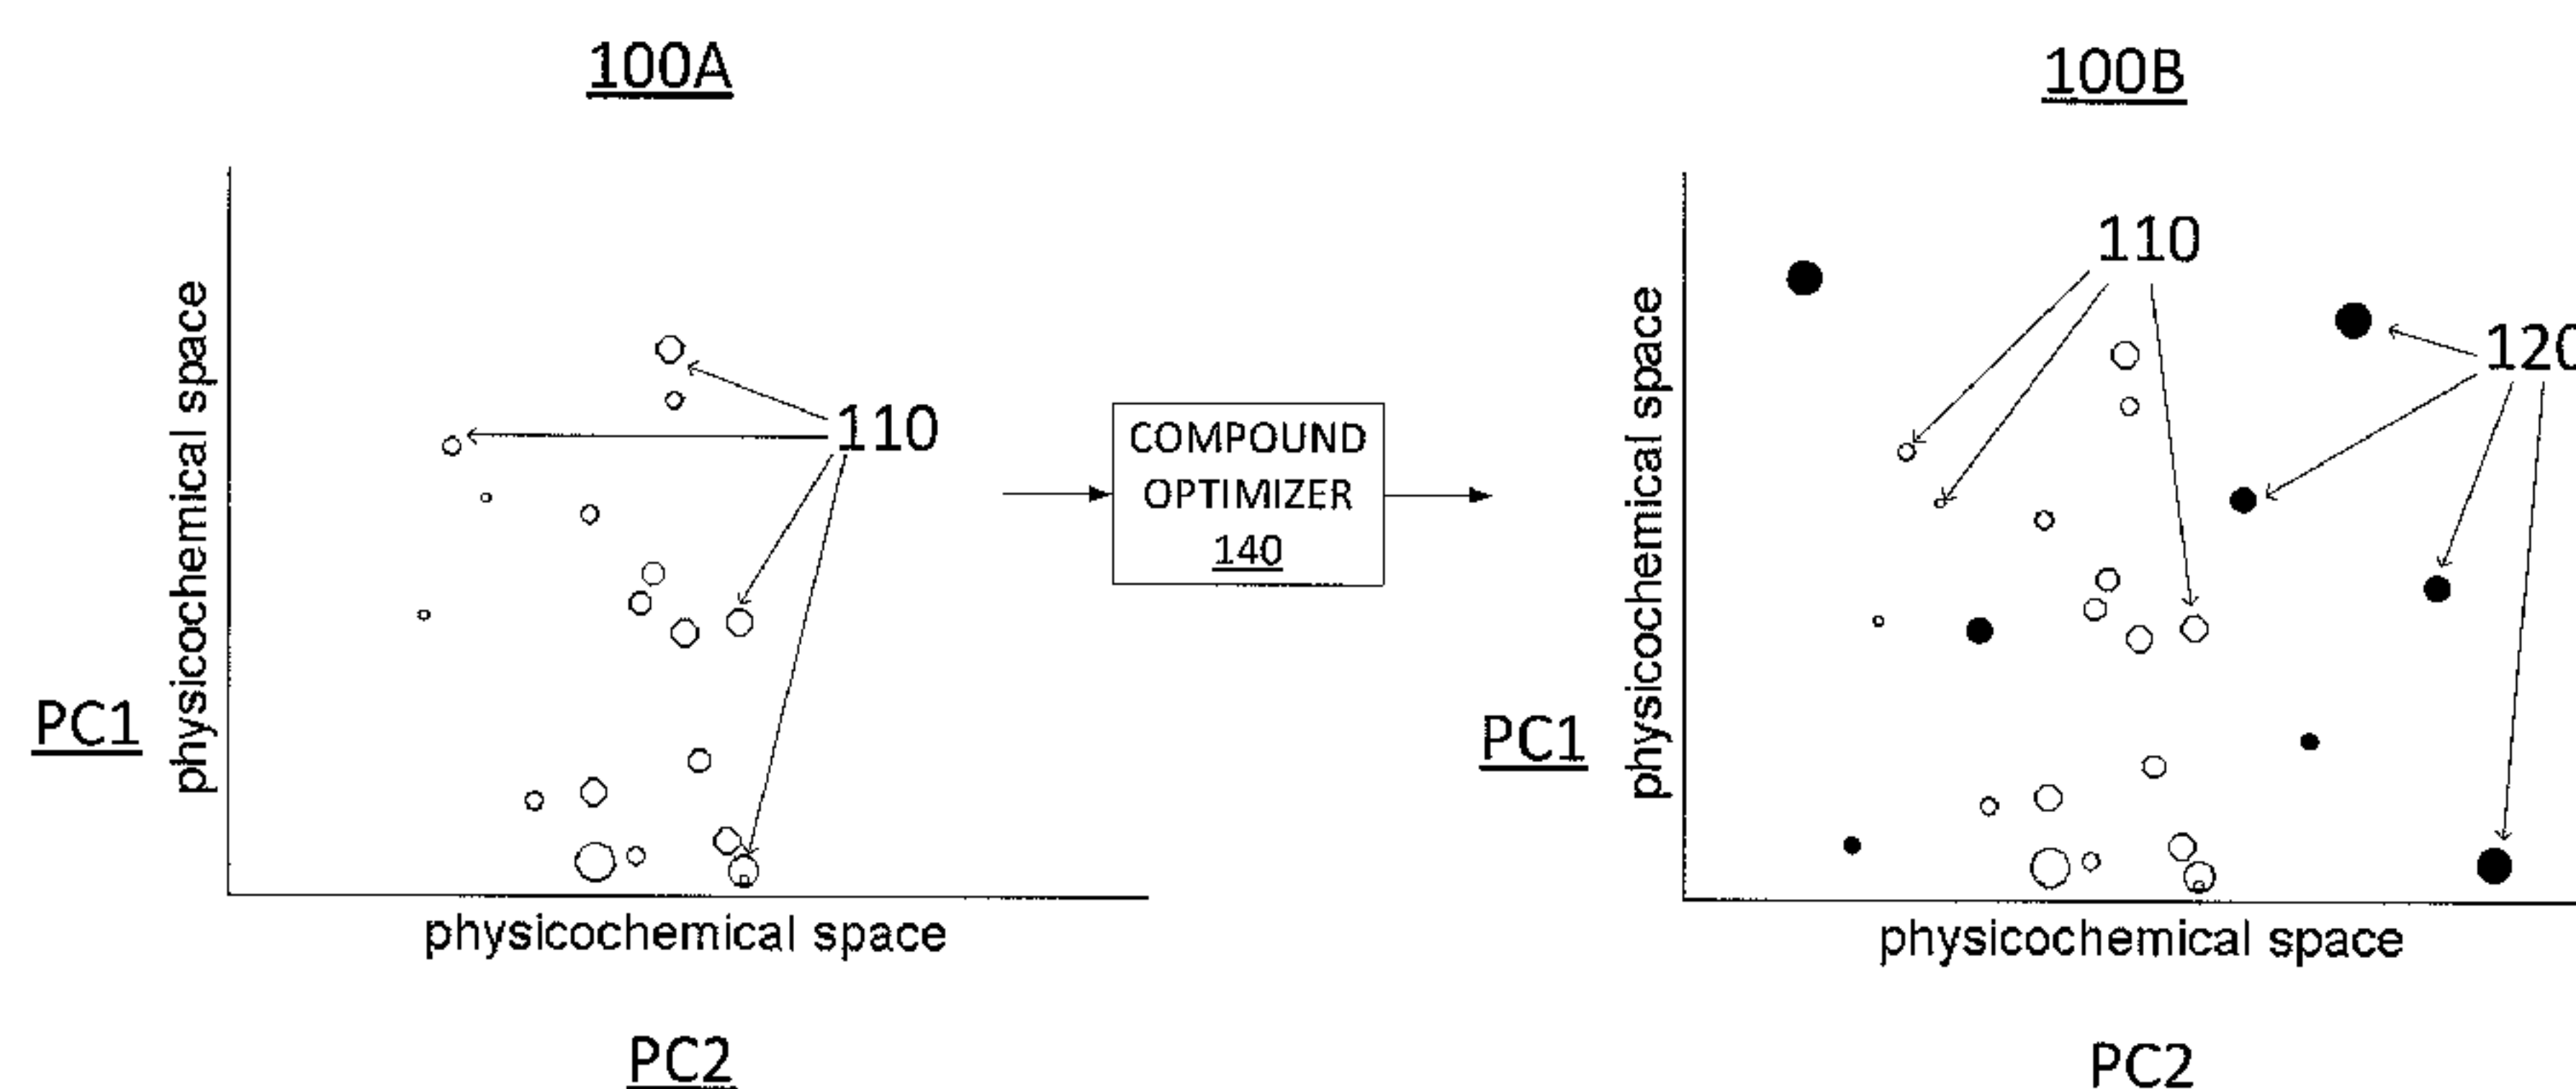 100A
110
PC1
physicochemical space
physicochemical space
PC2
COMPOUND
OPTIMIZER
140
100B
110
120
PC1
physicochemical space
physicochemical space
PC2